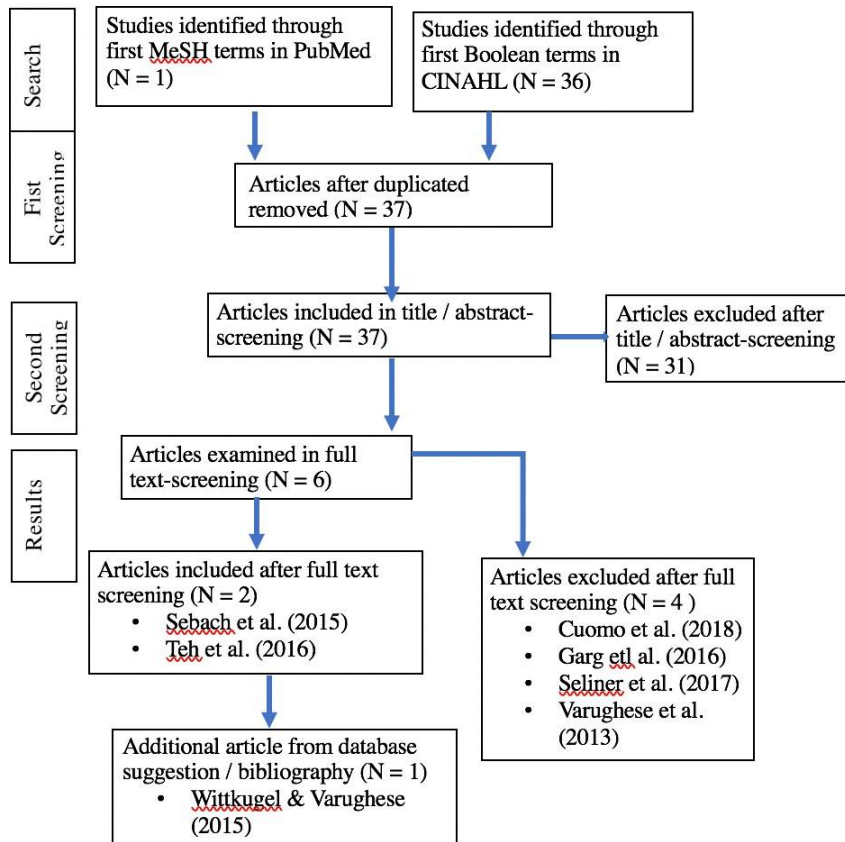 Search
Studies identified through
first MeSH terms in PubMed
(N = 1)
Studies identified through
first Boolean terms in
CINAHL (N = 36)
Fist
Screening
Articles after duplicated
removed (N = 37)
Second
Screening
Articles included in title / abstract-
screening (N = 37)
Articles excluded after
title / abstract-screening
(N = 31)
Results
Articles examined in full
text-screening (N = 6)
Articles included after full text
screening (N = 2)
• Sebach et al. (2015)
• Teh et al. (2016)
Articles excluded after full
text screening (N = 4 )
• Cuomo et al. (2018)
• Garg etl al. (2016)
• Seliner et al. (2017)
• Varughese et al.
(2013)
Additional article from database
suggestion / bibliography (N = 1)
• Wittkugel & Varughese
(2015)